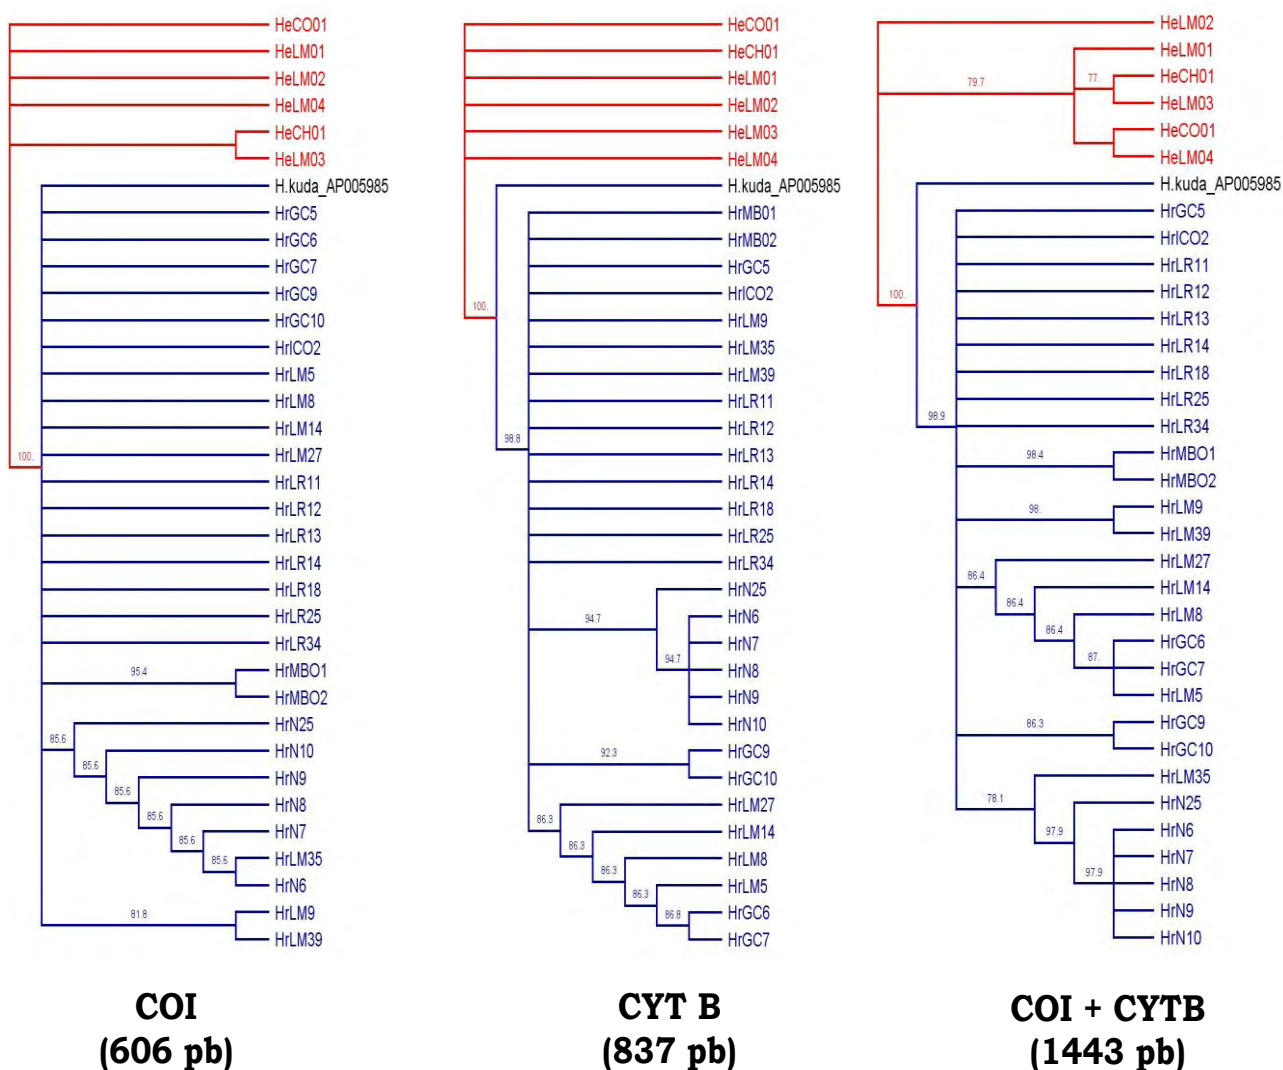 HeCO01
HeLM01
HeLM02
HeLM04
HeCH01
HeLM03
H.kuda_AP005985
HrGC5
HrGC6
HrGC7
HrGC9
HrGC10
HrICO2
HrLM5
HrLM8
HrLM14
HrLM27
100.
HrLR11
HrLR12
HrLR13
HrLR14
HrLR18
HrLR25
HrLR34
95.4
HrMBO1
HrMBO2
HrN25
85.6
HrN10
85.6
HrN9
85.6
HrN8
85.6
HrN7
85.6
HrLM35
85.6
HrN6
HrLM9
81.8
HrLM39
COI
(606 pb)
HeCO01
HeCH01
HeLM01
HeLM02
HeLM03
HeLM04
H.kuda_AP005985
HrMB01
HrMB02
HrGC5
HrICO2
100.
HrLM9
HrLM35
HrLM39
HrLR11
HrLR12
98.8
HrLR13
HrLR14
HrLR18
HrLR25
HrLR34
HrN25
94.7
HrN6
HrN7
94.7
HrN8
HrN9
HrN10
92.3
HrGC9
HrGC10
HrLM27
86.3
HrLM14
86.3
HrLM8
86.3
HrLM5
86.3
HrGC6
86.8
HrGC7
CYT B
(837 pb)
HeLM02
HeLM01
79.7
77.
HeCH01
HeLM03
HeCO01
HeLM04
H.kuda_AP005985
HrGC5
HrICO2
HrLR11
100.
HrLR12
HrLR13
HrLR14
HrLR18
HrLR25
98.9
HrLR34
98.4
HrMBO1
HrMBO2
98.
HrLM9
HrLM39
HrLM27
86.4
HrLM14
86.4
HrLM8
86.4
HrGC6
87.
HrGC7
HrLM5
86.3
HrGC9
HrGC10
HrLM35
78.1
HrN25
97.9
HrN6
HrN7
97.9
HrN8
HrN9
HrN10
COI + CYTB
(1443 pb)